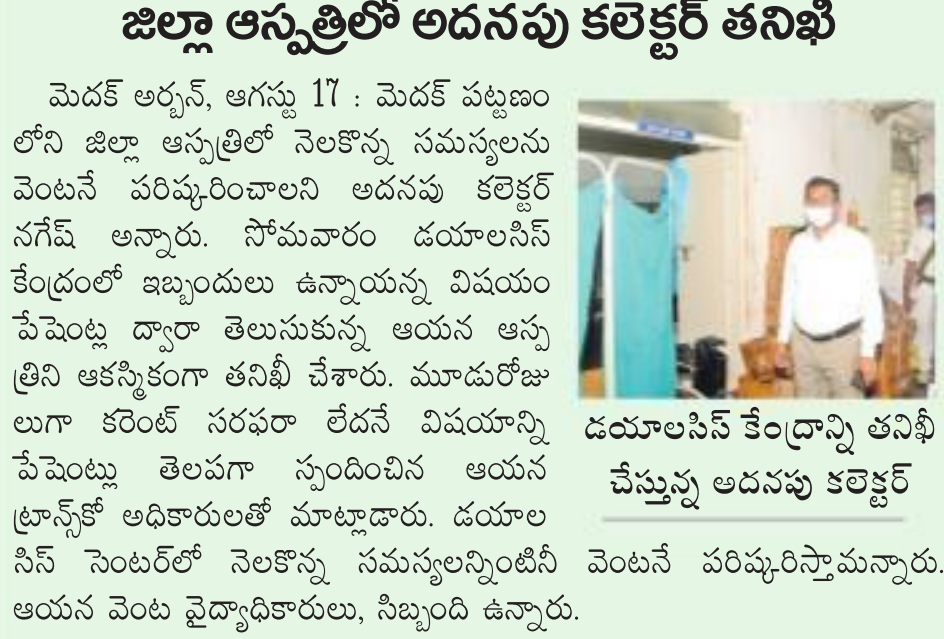 జిల్లా ఆస్పత్రిలో అదనపు కలెక్టర్ తనిఖీ
మెదక్ అర్బన్, ఆగస్టు 17 : మెదక్ పట్టణం
లోని జిల్లా ఆస్పత్రిలో నెలకొన్న సమస్యలను
వెంటనే పరిష్కరించాలని అదనపు కలెక్టర్
నగేష్ అన్నారు. సోమవారం డయాలసిస్
కేంద్రంలో ఇబ్బందులు ఉన్నాయన్న విషయం
పేషెంట్ల ద్వారా తెలుసుకున్న ఆయన ఆస్ప
త్రిని ఆకస్మికంగా తనిఖీ చేశారు. మూడురోజు
లుగా కరెంట్ సరఫరా లేదనే విషయాన్ని
పేషెంట్లు తెలపగా స్పందించిన ఆయన
ట్రాన్స్‌కో అధికారులతో మాట్లాడారు. డయాల
సిస్ సెంటర్‌లో నెలకొన్న సమస్యలన్నింటినీ వెంటనే పరిష్కరిస్తామన్నారు.
ఆయన వెంట వైద్యాధికారులు, సిబ్బంది ఉన్నారు.
డయాలసిస్ కేంద్రాన్ని తనిఖీ
చేస్తున్న అదనపు కలెక్టర్